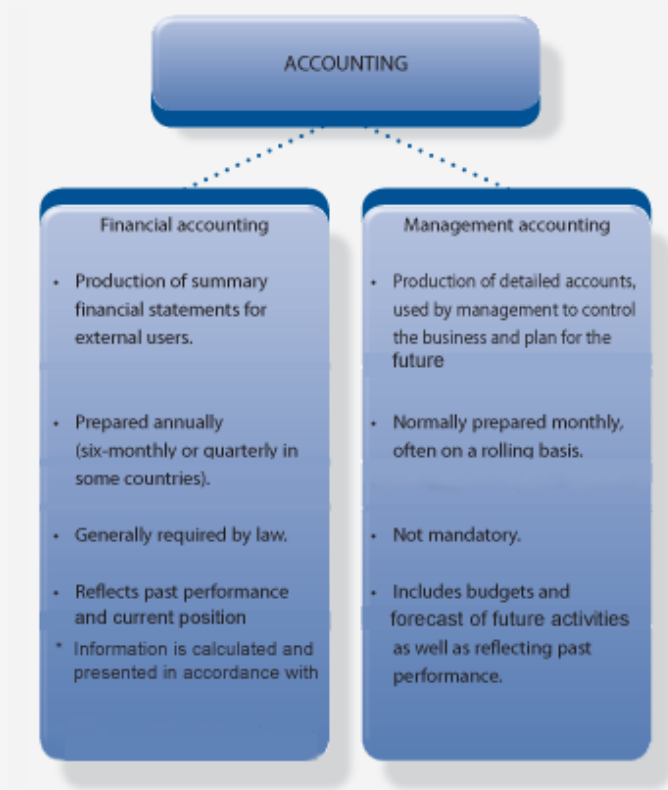 ACCOUNTING
Financial accounting
• Production of summary
financial statements for
external users.
• Prepared annually
(six-monthly or quarterly in
some countries).
• Generally required by law.
• Reflects past performance
and current position
* Information is calculated and
presented in accordance with
Management accounting
• Production of detailed accounts,
used by management to control
the business and plan for the
future
• Normally prepared monthly,
often on a rolling basis.
• Not mandatory.
• Includes budgets and
forecast of future activities
as well as reflecting past
performance.